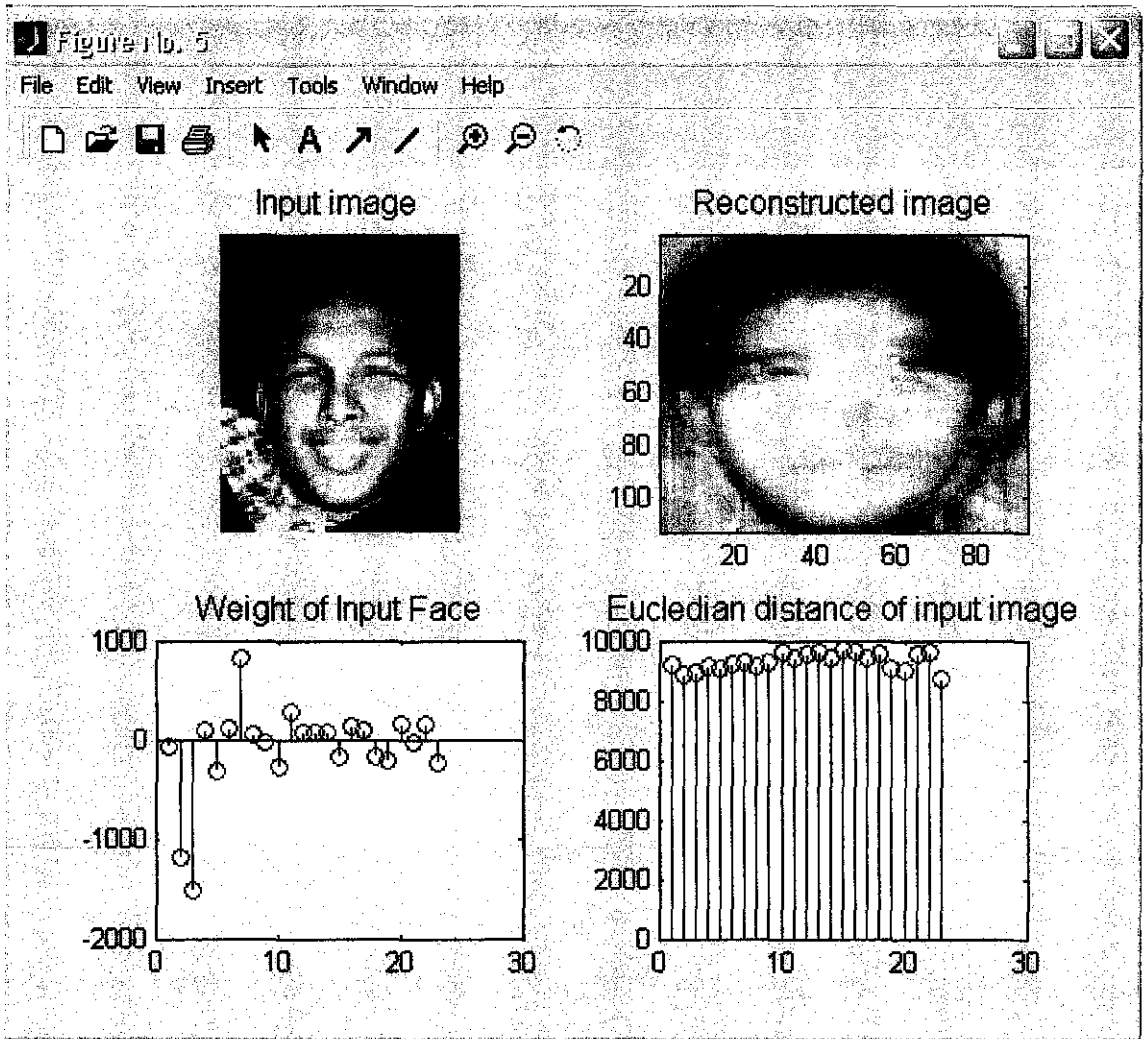 Figure No. 5
File Edit View Insert Tools Window Help
A
Input image
Reconstructed image
20
40
60
80
100
20 40 60 80
Weight of Input Face
1000
0
-1000
-2000
0 10 20 30
Eucledian distance of input image
10000
8000
6000
4000
2000
0
0 10 20 30